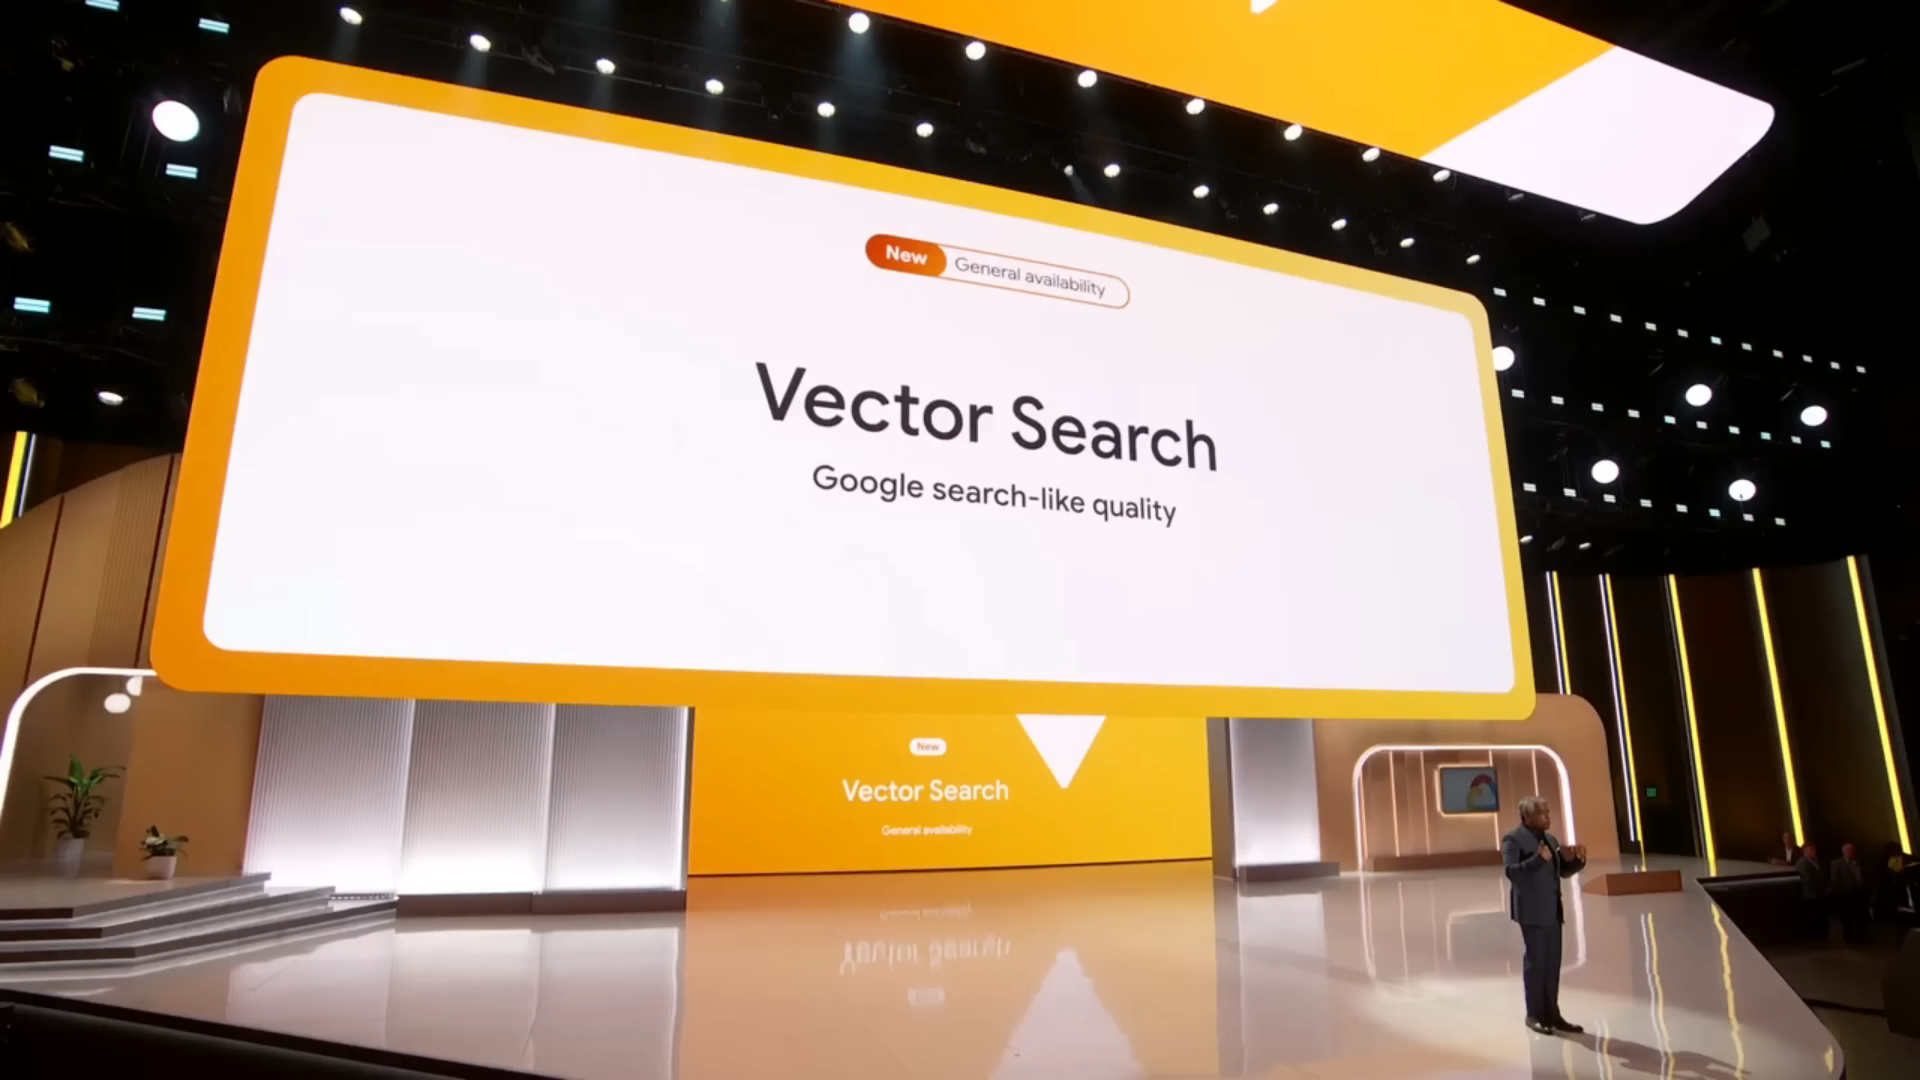 New General availability
Vector Search
Google search-like quality
New
Vector Search
General availability